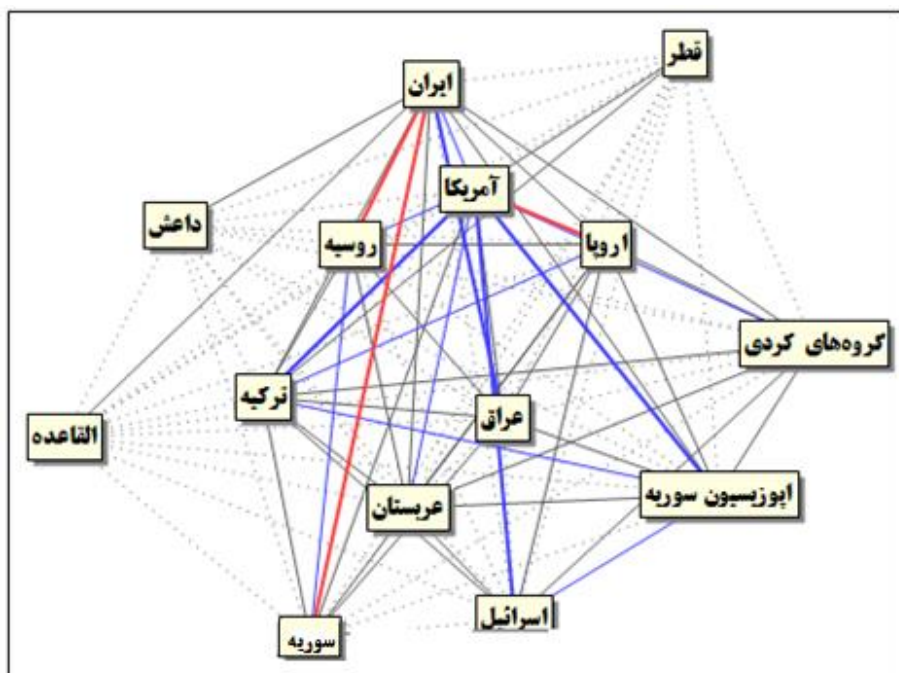 قطر
ایران
آمریکا
داعش
روسیه
اروپا
گروه‌های کردی
ترکیه
عراق
القاعده
اپوزیسیون سوریه
عربستان
اسرائیل
سوریه